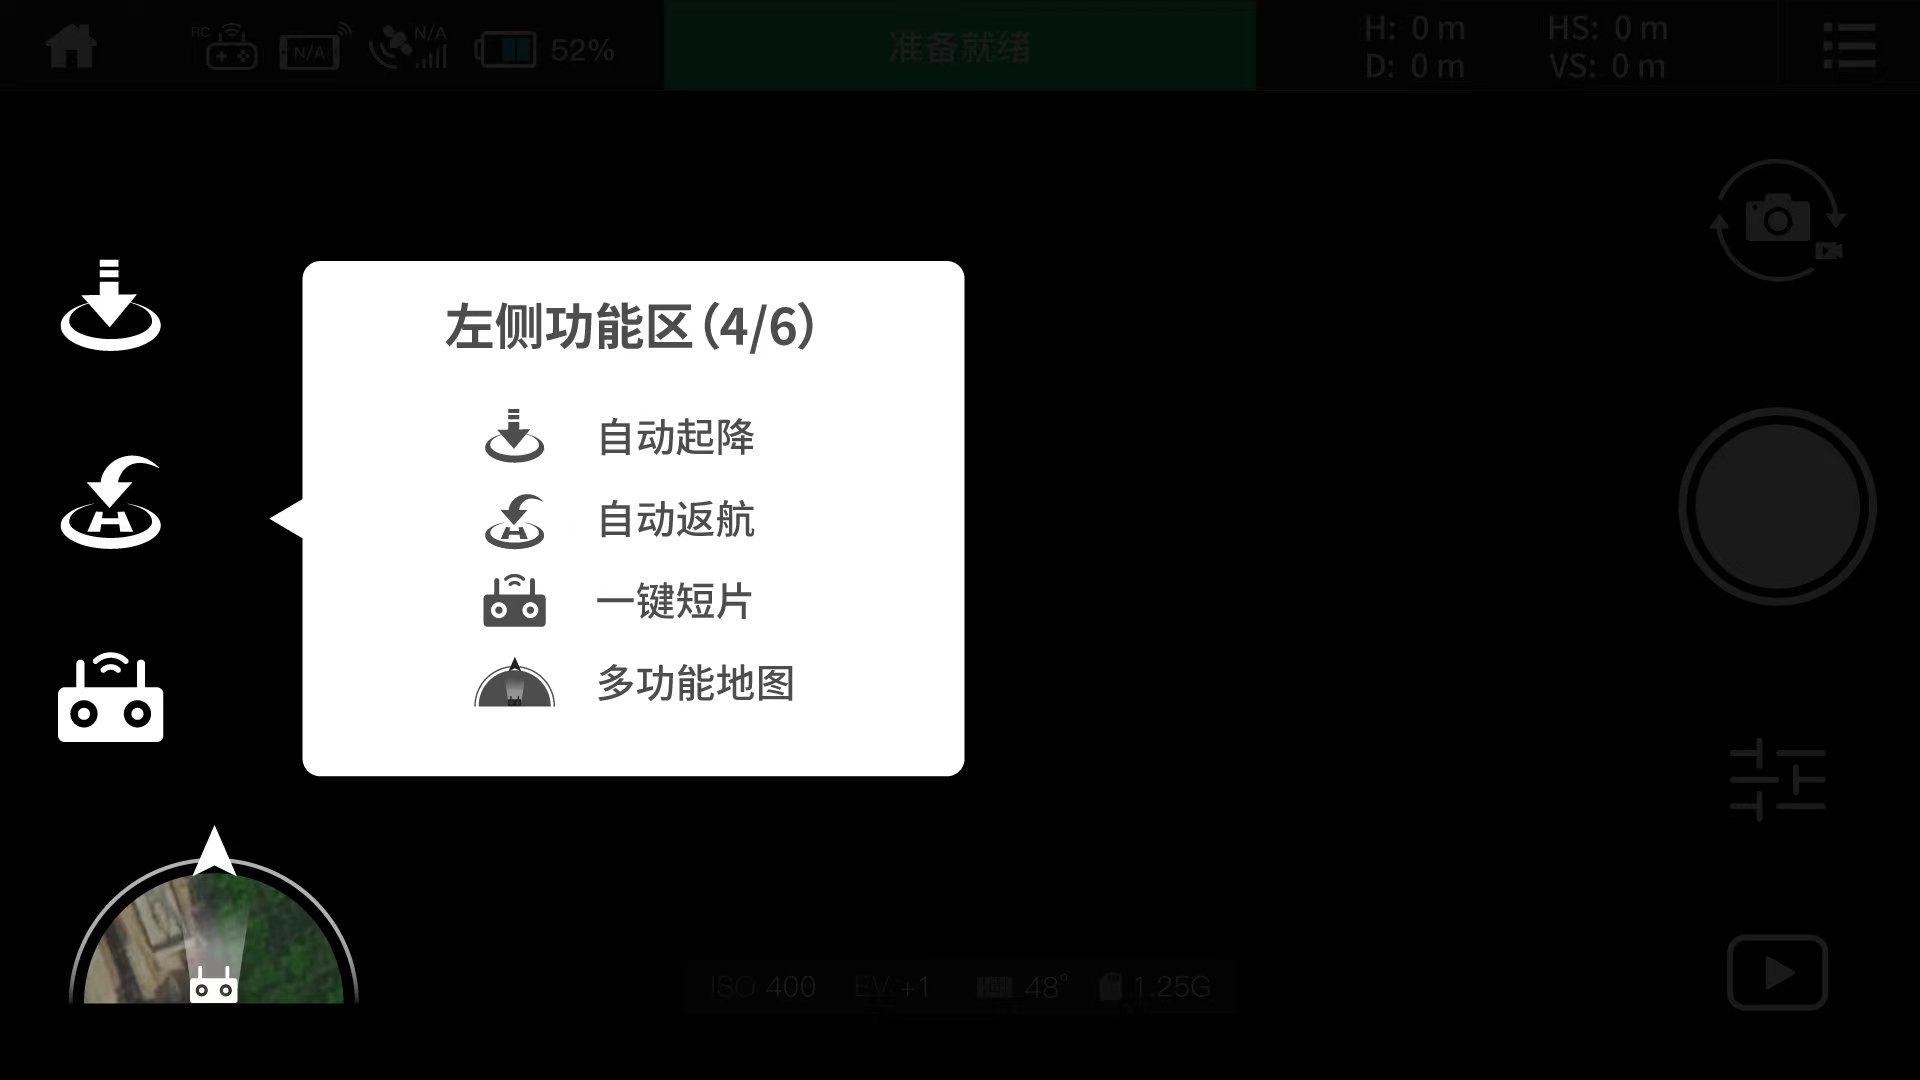 RC
N/A
N/A
52%
准备就绪
H: 0 m
HS: 0 m
D: 0 m
VS: 0 m
左侧功能区(4/6)
自动起降
自动返航
一键短片
多功能地图
ISO 400
EV +1
48°
1.25G